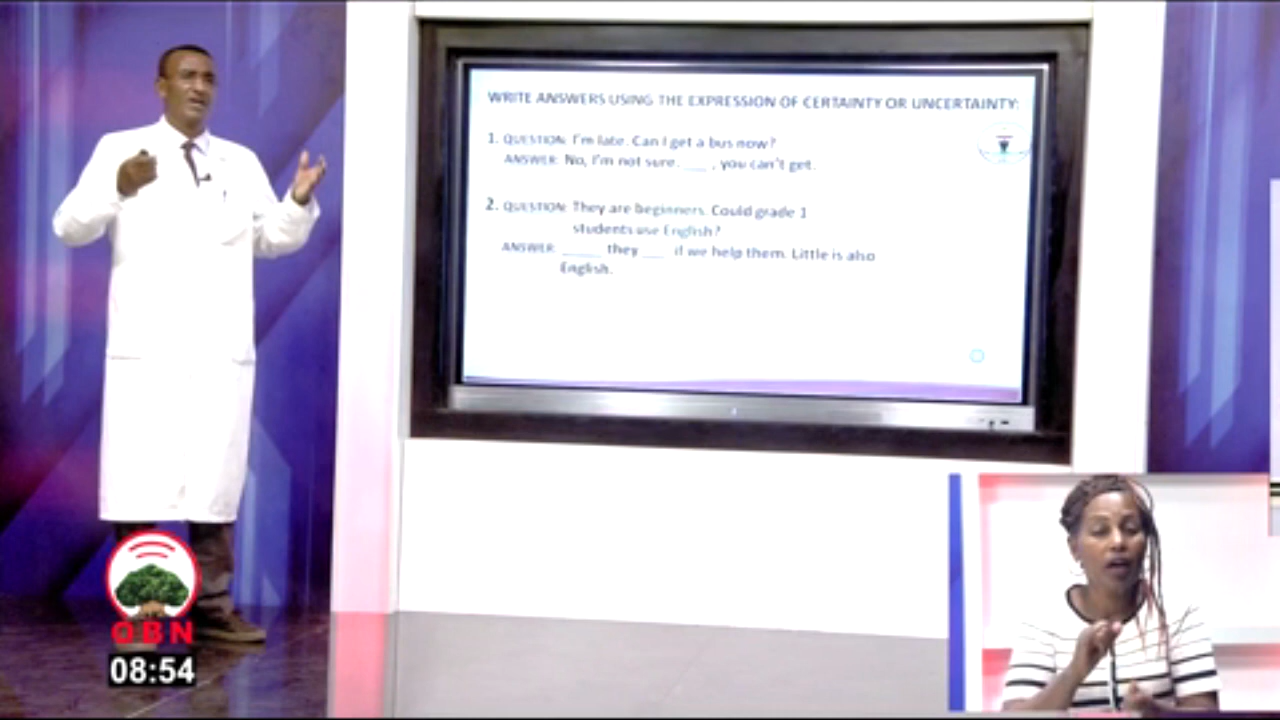 WRITE ANSWERS USING THE EXPRESSION OF CERTAINTY OR UNCERTAINTY:
1. QUESTION: I'm late. Can I get a bus now?
ANSWER: No, I'm not sure. ___ , you can't get.
2. QUESTION: They are beginners. Could grade 1
students use English?
ANSWER: _____ they ___ if we help them. Little is also
English.
OBN
08:54